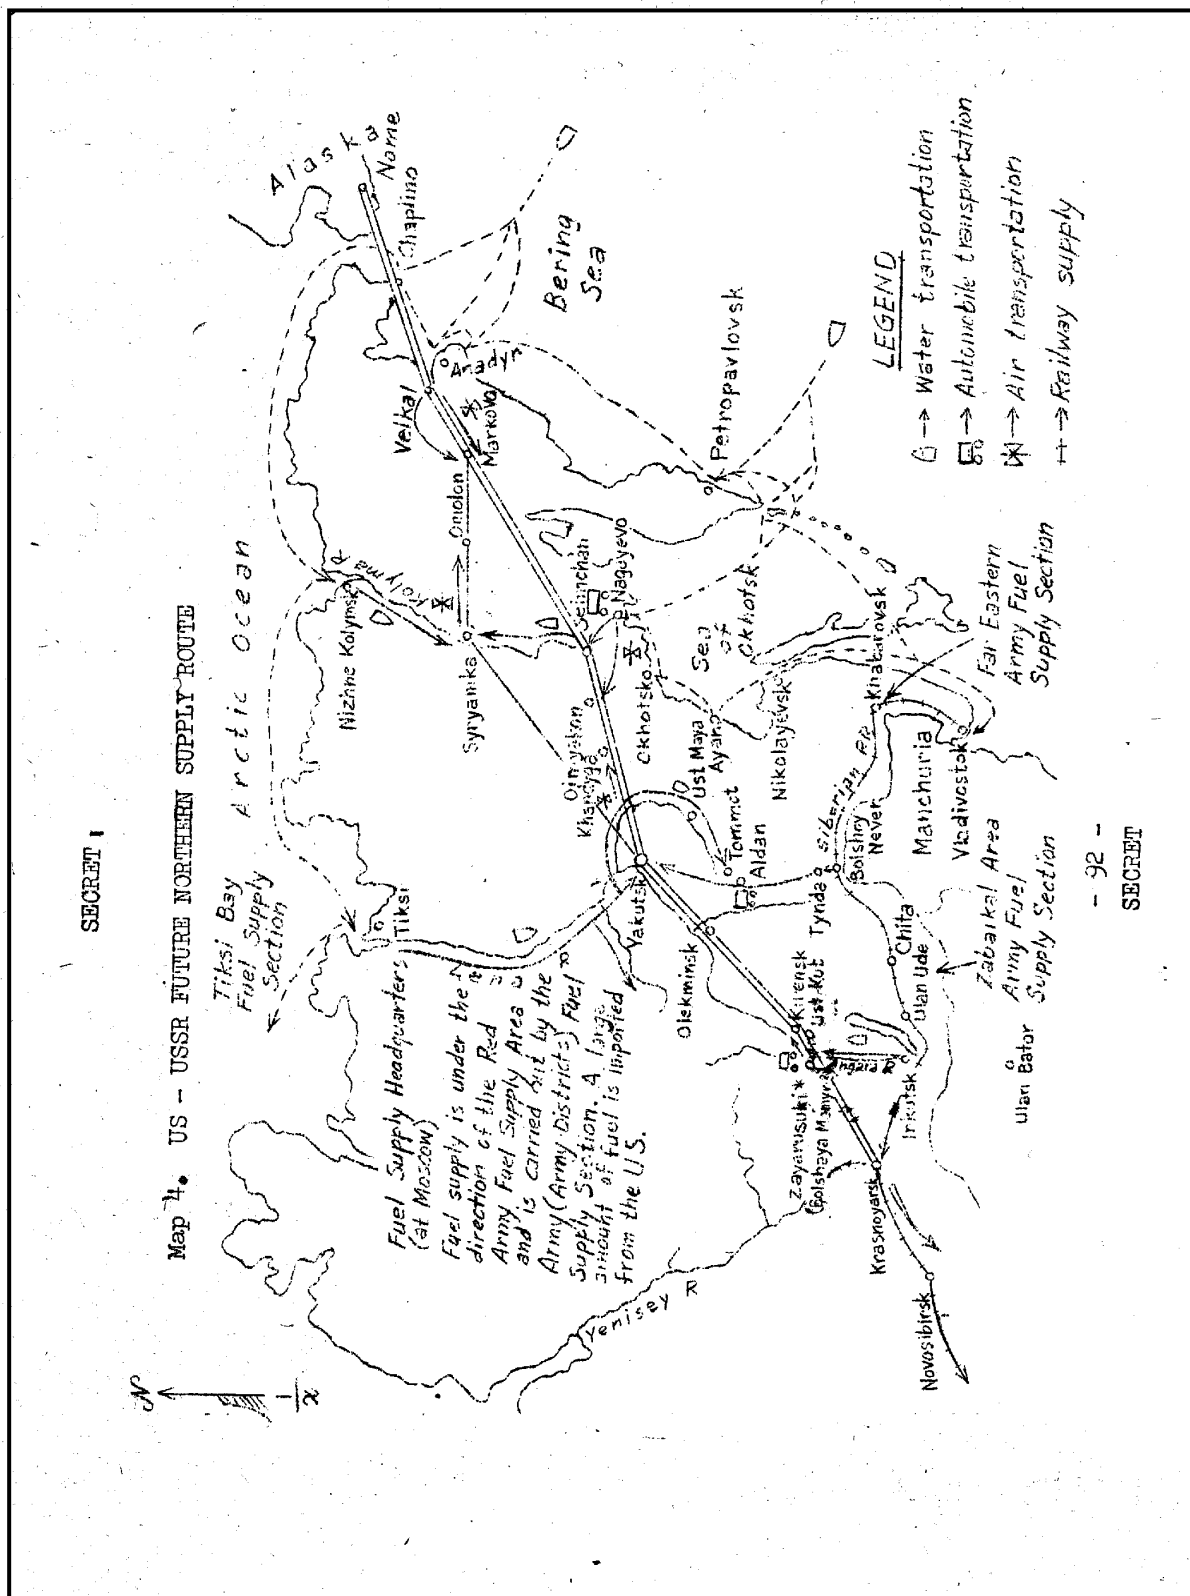 SECRET
Map 4. US - USSR FUTURE NORTHERN SUPPLY ROUTE
N
Arctic Ocean
Alaska
Nome
Chaplino
Tiksi Bay
Fuel Supply
Section
Tiksi
Nizhne Kolymsk
Kolyma R
Velkal
Anadyr
Markovo
Omolon
Syryanka
Bering
Sea
Fuel Supply Headquarters
(at Moscow)
Fuel supply is under the
direction of the Red
Army Fuel Supply Area
and is carried out by the
Army (Army Districts) Fuel
Supply Section. A large
amount of fuel is imported
from the U.S.
Seimchan
Nagayevo
Oimyakon
Khandyga
Okhotsko
Yakutsk
Ust Maya
Ayan
Sea
of
Okhotsk
Petropavlovsk
Yenisey R
Olekminsk
Tommot
Aldan
Nikolayevsk
Kirensk
Ust Kut
Tynda
Siberian RR
Bolshoy
Never
Khabarovsk
Zayarusuki*
(Bolshaya
Angara R
Krasnoyarsk
Irkutsk
Ulan Ude
Chita
Manchuria
Vladivostok
Novosibirsk
Ulan Bator
Zabaikal Area
Army Fuel
Supply Section
Far Eastern
Army Fuel
Supply Section
LEGEND
Water transportation
Automobile transportation
Air transportation
Railway supply
- 92 -
SECRET